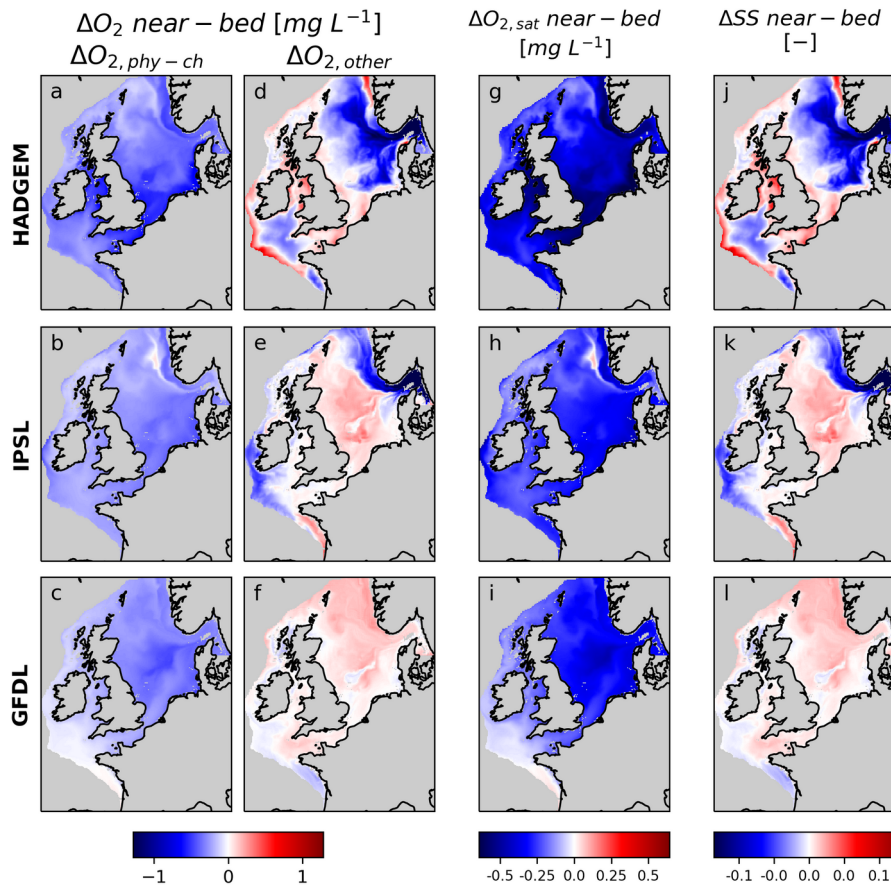 ΔO₂ near − bed [mg L⁻¹]
ΔO₂,phy − ch ΔO₂,other
ΔO₂,sat near − bed
[mg L⁻¹]
ΔSS near − bed
[−]
HADGEM
a
d
g
j
IPSL
b
e
h
k
GFDL
c
f
i
l
−1 0 1
-0.5 -0.25 0.0 0.25 0.5
-0.1 -0.0 0.0 0.0 0.1